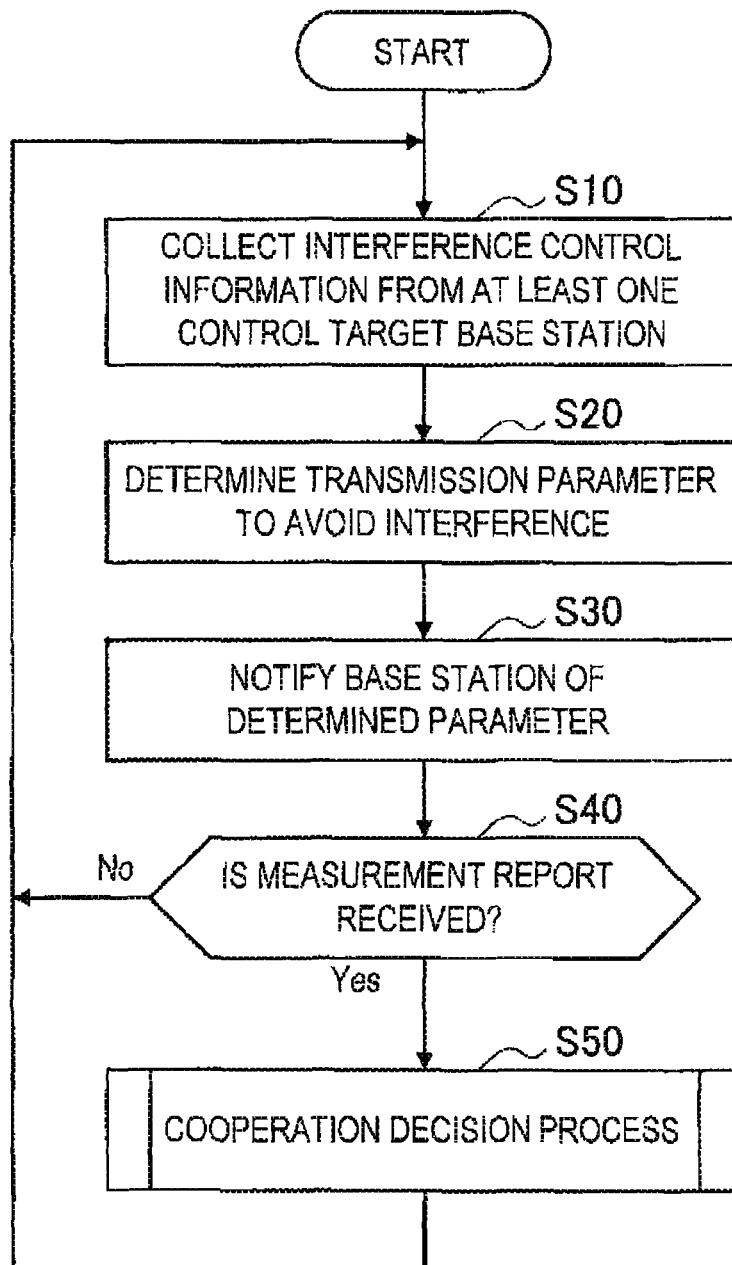 START
S10
COLLECT INTERFERENCE CONTROL
INFORMATION FROM AT LEAST ONE
CONTROL TARGET BASE STATION
S20
DETERMINE TRANSMISSION PARAMETER
TO AVOID INTERFERENCE
S30
NOTIFY BASE STATION OF
DETERMINED PARAMETER
S40
No
IS MEASUREMENT REPORT
RECEIVED?
Yes
S50
COOPERATION DECISION PROCESS